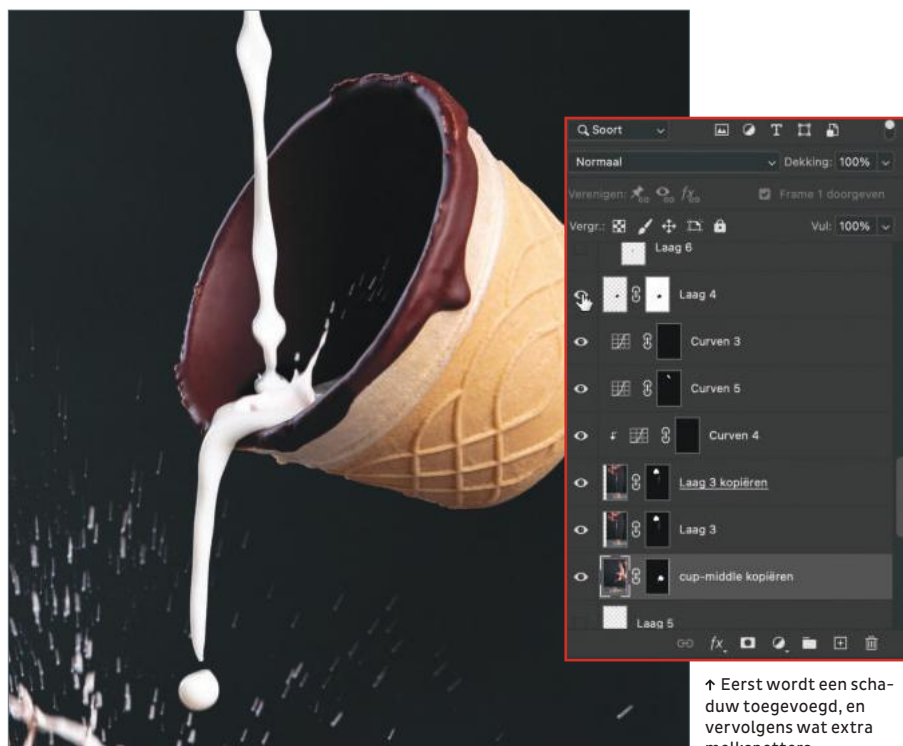 Soort
Normaal Dekking: 100%
Verenigen: fx Frame 1 doorgeven
Vergr.: Vul: 100%
Laag 6
Laag 4
Curven 3
Curven 5
Curven 4
Laag 3 kopiëren
Laag 3
cup-middle kopiëren
Laag 5
fx
↑ Eerst wordt een scha-
duw toegevoegd, en
vervolgens wat extra